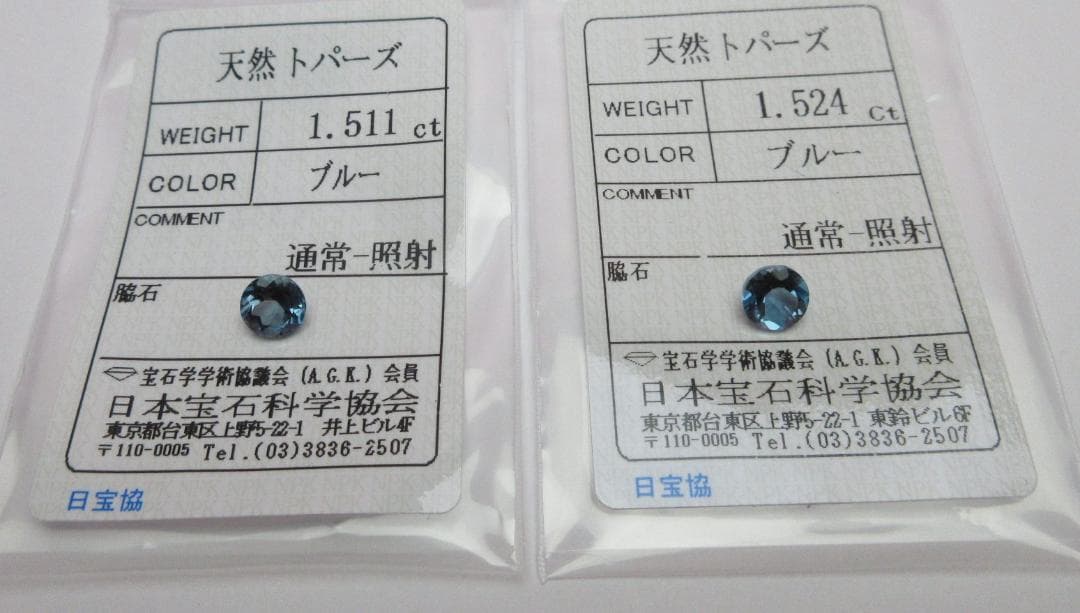 天然トパーズ
WEIGHT 1.511 ct
COLOR ブルー
COMMENT
通常-照射
脇石
宝石学学術協議会 (A.G.K.) 会員
日本宝石科学協会
東京都台東区上野5-22-1 井上ビル4F
〒110-0005 Tel.(03)3836-2507
日宝協
天然トパーズ
WEIGHT 1.524 Ct
COLOR ブルー
COMMENT
通常-照射
脇石
宝石学学術協議会 (A.G.K.) 会員
日本宝石科学協会
東京都台東区上野5-22-1 東鈴ビル6F
〒110-0005 Tel.(03)3836-2507
日宝協